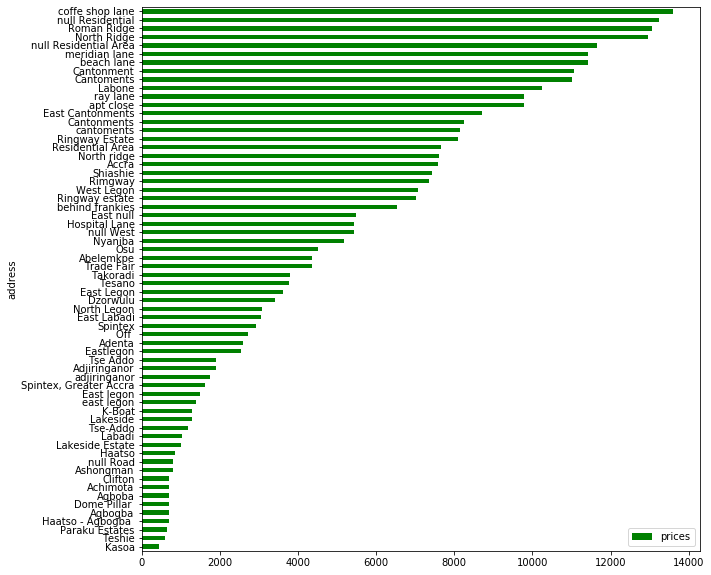 coffe shop lane
null Residential
Roman Ridge
North Ridge
null Residential Area
meridian lane
beach lane
Cantonment
Cantoments
Labone
ray lane
apt close
East Cantonments
Cantonments
cantoments
Ringway Estate
Residential Area
North ridge
Accra
Shiashie
Rimgway
West Legon
Ringway estate
behind frankies
East null
Hospital Lane
null West
Nyaniba
Osu
Abelemkpe
Trade Fair
Takoradi
Tesano
East Legon
Dzorwulu
North Legon
East Labadi
Spintex
Off
Adenta
Eastlegon
Tse Addo
Adjiringanor
adjiringanor
Spintex, Greater Accra
East legon
east legon
K-Boat
Lakeside
Tse-Addo
Labadi
Lakeside Estate
Haatso
null Road
Ashongman
Clifton
Achimota
Agboba
Dome Pillar
Agbogba
Haatso - Agbogba
Paraku Estates
Teshie
Kasoa
address
prices
0 2000 4000 6000 8000 10000 12000 14000